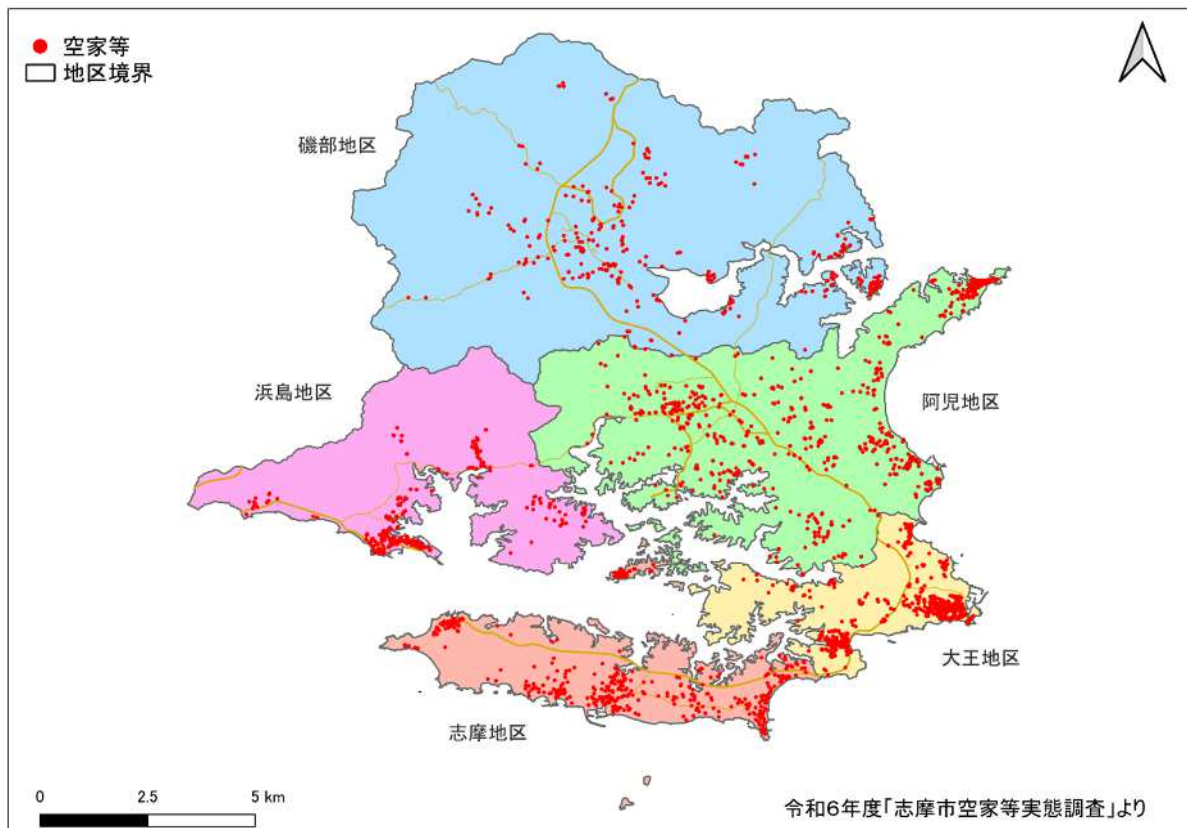 空家等
地区境界
磯部地区
浜島地区
阿児地区
大王地区
志摩地区
0 2.5 5 km
令和6年度「志摩市空家等実態調査」より